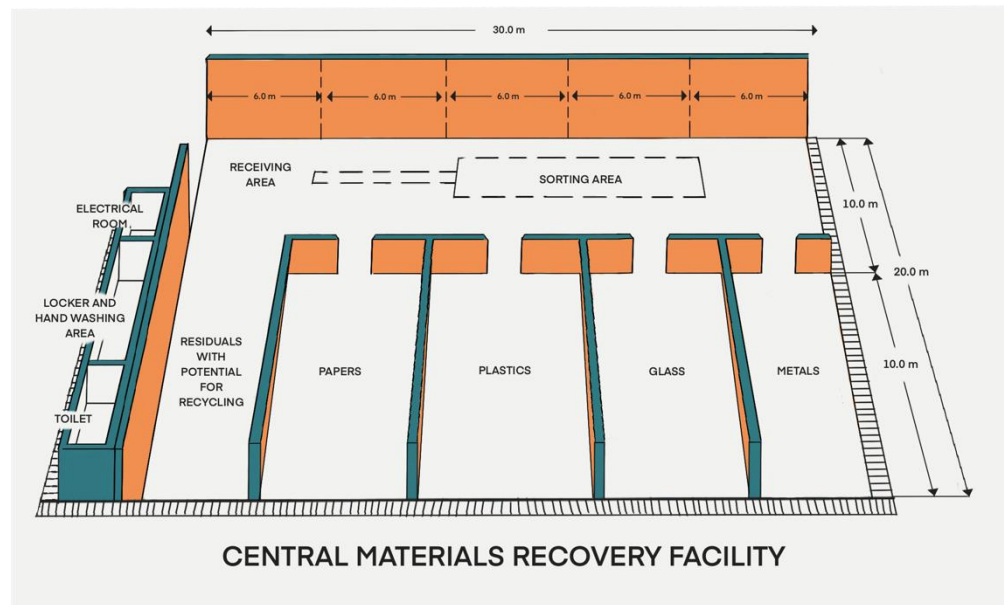 30.0 m
6.0 m
6.0 m
6.0 m
6.0 m
6.0 m
RECEIVING
AREA
SORTING AREA
ELECTRICAL
ROOM
10.0 m
20.0 m
LOCKER AND
HAND WASHING
AREA
RESIDUALS
WITH
POTENTIAL
FOR
RECYCLING
PAPERS
PLASTICS
GLASS
METALS
10.0 m
TOILET
CENTRAL MATERIALS RECOVERY FACILITY